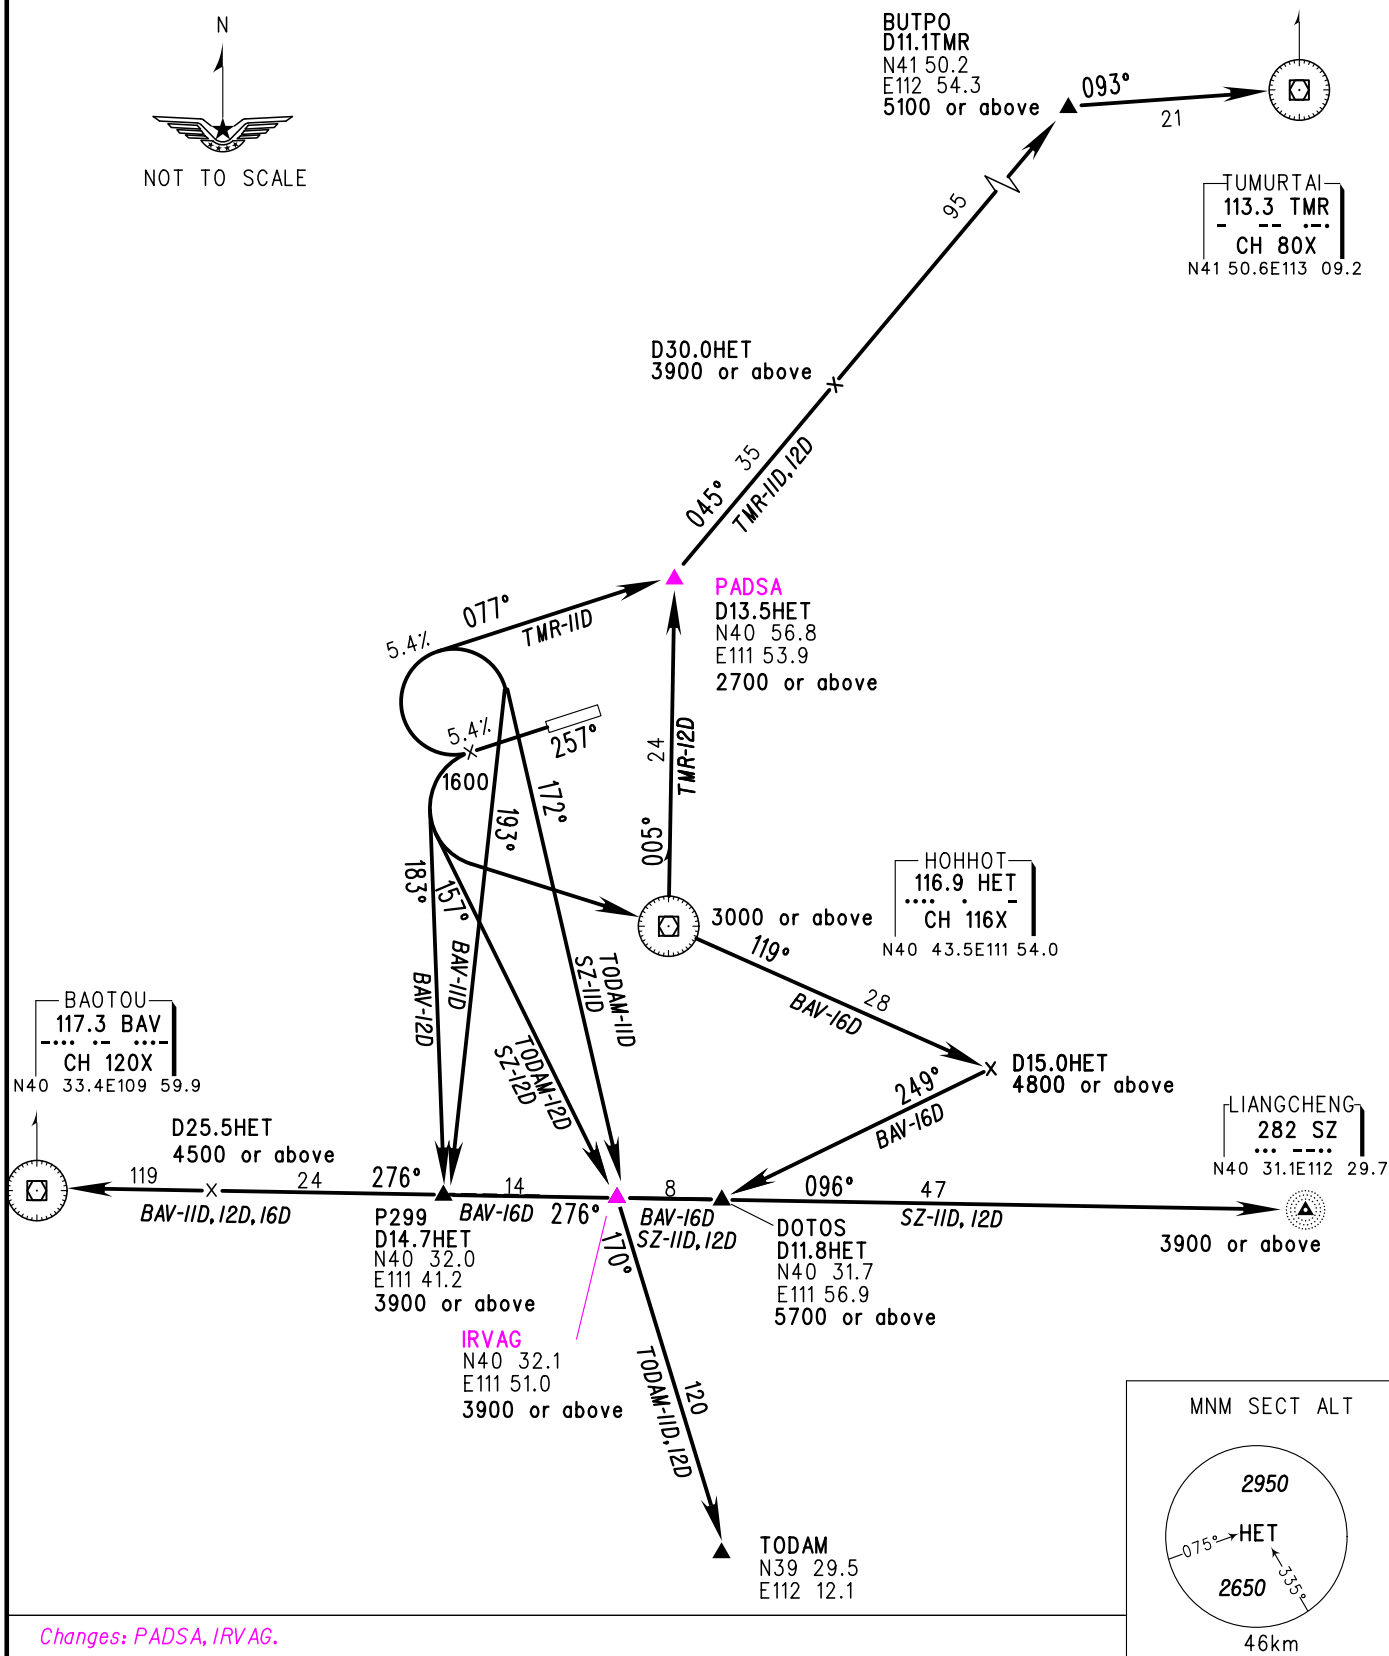 N
NOT TO SCALE
BUTPO
D11.1TMR
N41 50.2
E112 54.3
5100 or above
093°
21
TUMURTAI
113.3 TMR
- -- ·-·
CH 80X
N41 50.6E113 09.2
95
D30.0HET
3900 or above
35
045°
TMR-11D,12D
PADSA
D13.5HET
N40 56.8
E111 53.9
2700 or above
077°
5.4%
TMR-11D
5.4%
257°
1600
24
TMR-12D
005°
172°
193°
183°
157°
BAV-11D
BAV-12D
TODAM-11D
SZ-11D
TODAM-12D
SZ-12D
HOHHOT
116.9 HET
···· · -
CH 116X
N40 43.5E111 54.0
3000 or above
119°
28
BAV-16D
D15.0HET
4800 or above
249°
BAV-16D
BAOTOU
117.3 BAV
-··· ·- ···-
CH 120X
N40 33.4E109 59.9
D25.5HET
4500 or above
119
24
276°
BAV-11D,12D,16D
14
BAV-16D
276°
8
BAV-16D
SZ-11D,12D
096°
47
SZ-11D,12D
LIANGCHENG
282 SZ
··· --··
N40 31.1E112 29.7
3900 or above
P299
D14.7HET
N40 32.0
E111 41.2
3900 or above
170°
DOTOS
D11.8HET
N40 31.7
E111 56.9
5700 or above
IRVAG
N40 32.1
E111 51.0
3900 or above
120
TODAM-11D,12D
TODAM
N39 29.5
E112 12.1
MNM SECT ALT
2950
HET
075°
335°
2650
46km
Changes: PADSA, IRVAG.